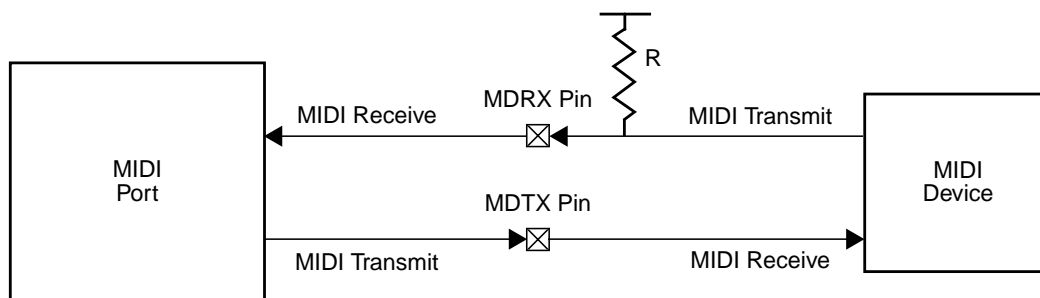 R
MDRX Pin
MIDI Receive
MIDI Transmit
MIDI
Port
MIDI
Device
MDTX Pin
MIDI Transmit
MIDI Receive